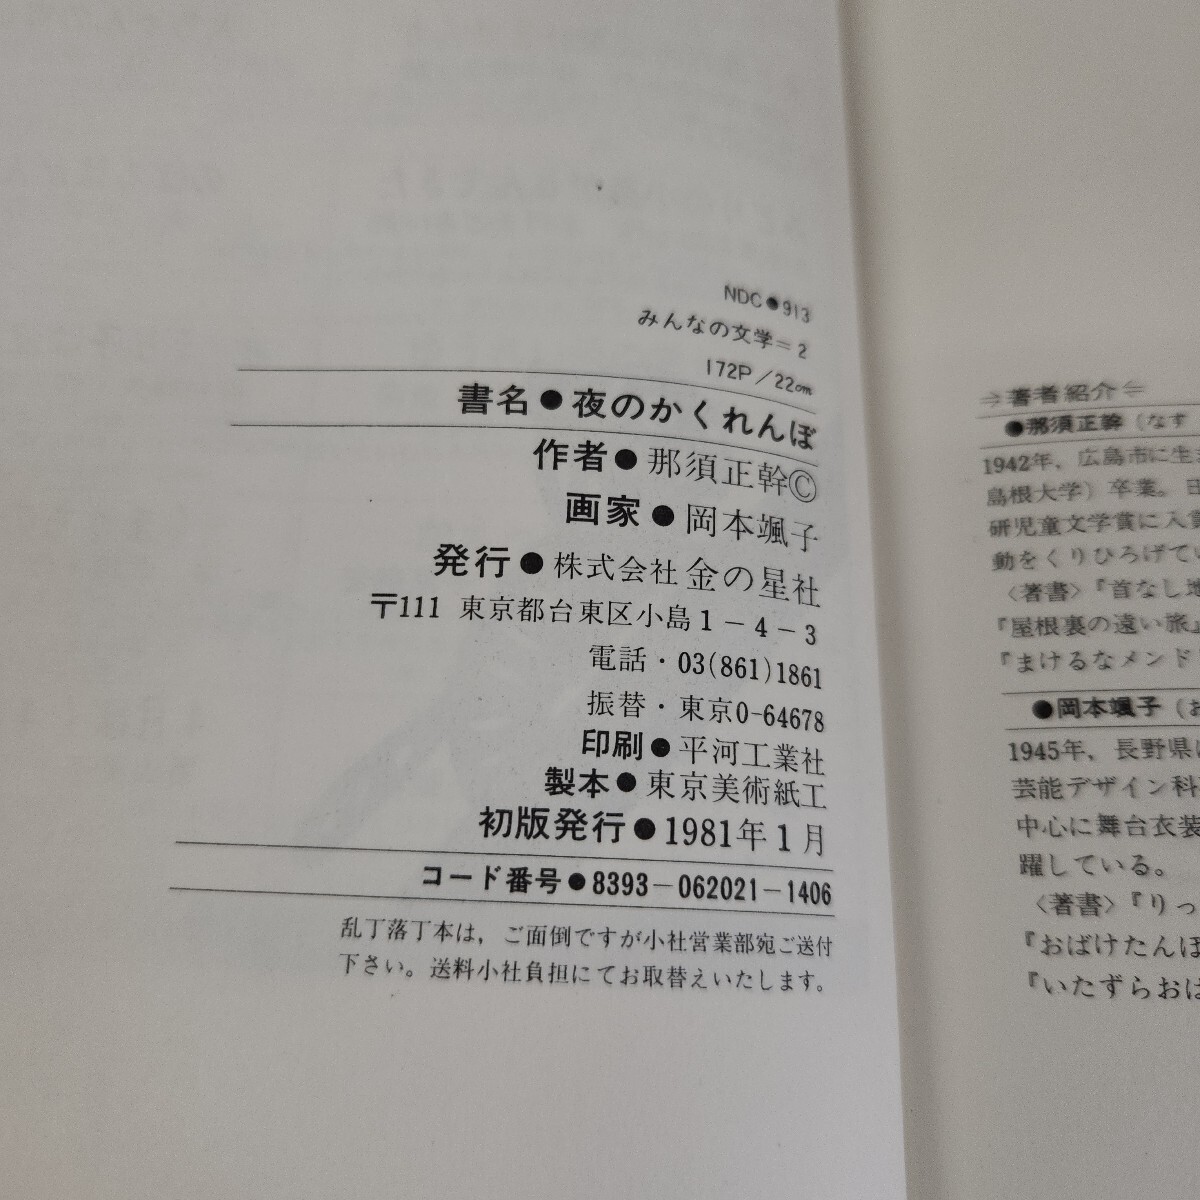 NDC●913
みんなの文学=2
172P/22cm
書名●夜のかくれんぼ
作者●那須正幹©
画家●岡本颯子
発行●株式会社 金の星社
〒111 東京都台東区小島1-4-3
電話・03(861)1861
振替・東京0-64678
印刷●平河工業社
製本●東京美術紙工
初版発行●1981年1月
コード番号●8393-062021-1406
乱丁落丁本は,ご面倒ですが小社営業部宛ご送付
下さい。送料小社負担にてお取替えいたします。
⇒著者紹介⇐
●那須正幹(なす
1942年,広島市に生
島根大学)卒業。
研児童文学賞に入
動をくりひろげて
〈著書〉『首なし地
『屋根裏の遠い旅』
『まけるなメンド
●岡本颯子(お
1945年,長野県
芸能デザイン科
中心に舞台衣装
躍している。
〈著書〉『りっ
『おばけたんぼ
『いたずらおは